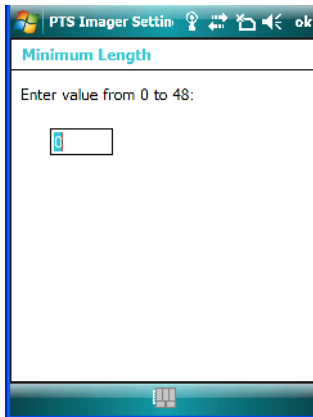 PTS Imager Settin
ok
Minimum Length
Enter value from 0 to 48:
0